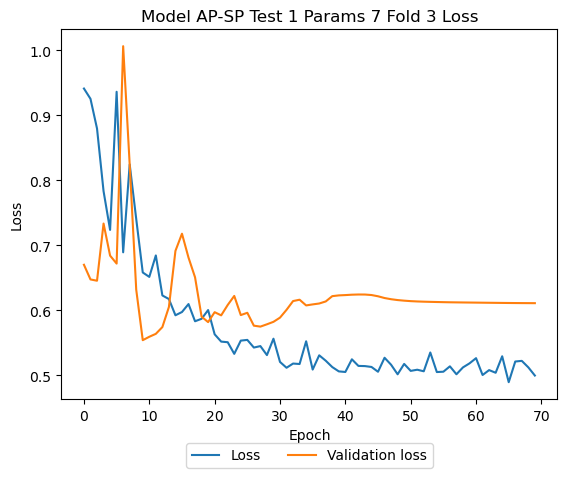 Model AP-SP Test 1 Params 7 Fold 3 Loss
1.0
0.9
0.8
0.7
0.6
0.5
Loss
0 10 20 30 40 50 60 70
Epoch
Loss Validation loss